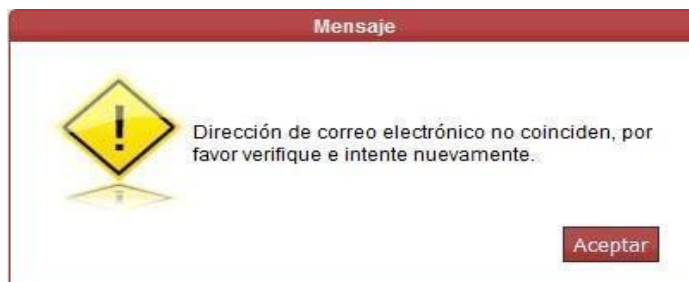 Mensaje
Dirección de correo electrónico no coinciden, por
favor verifique e intente nuevamente.
Aceptar